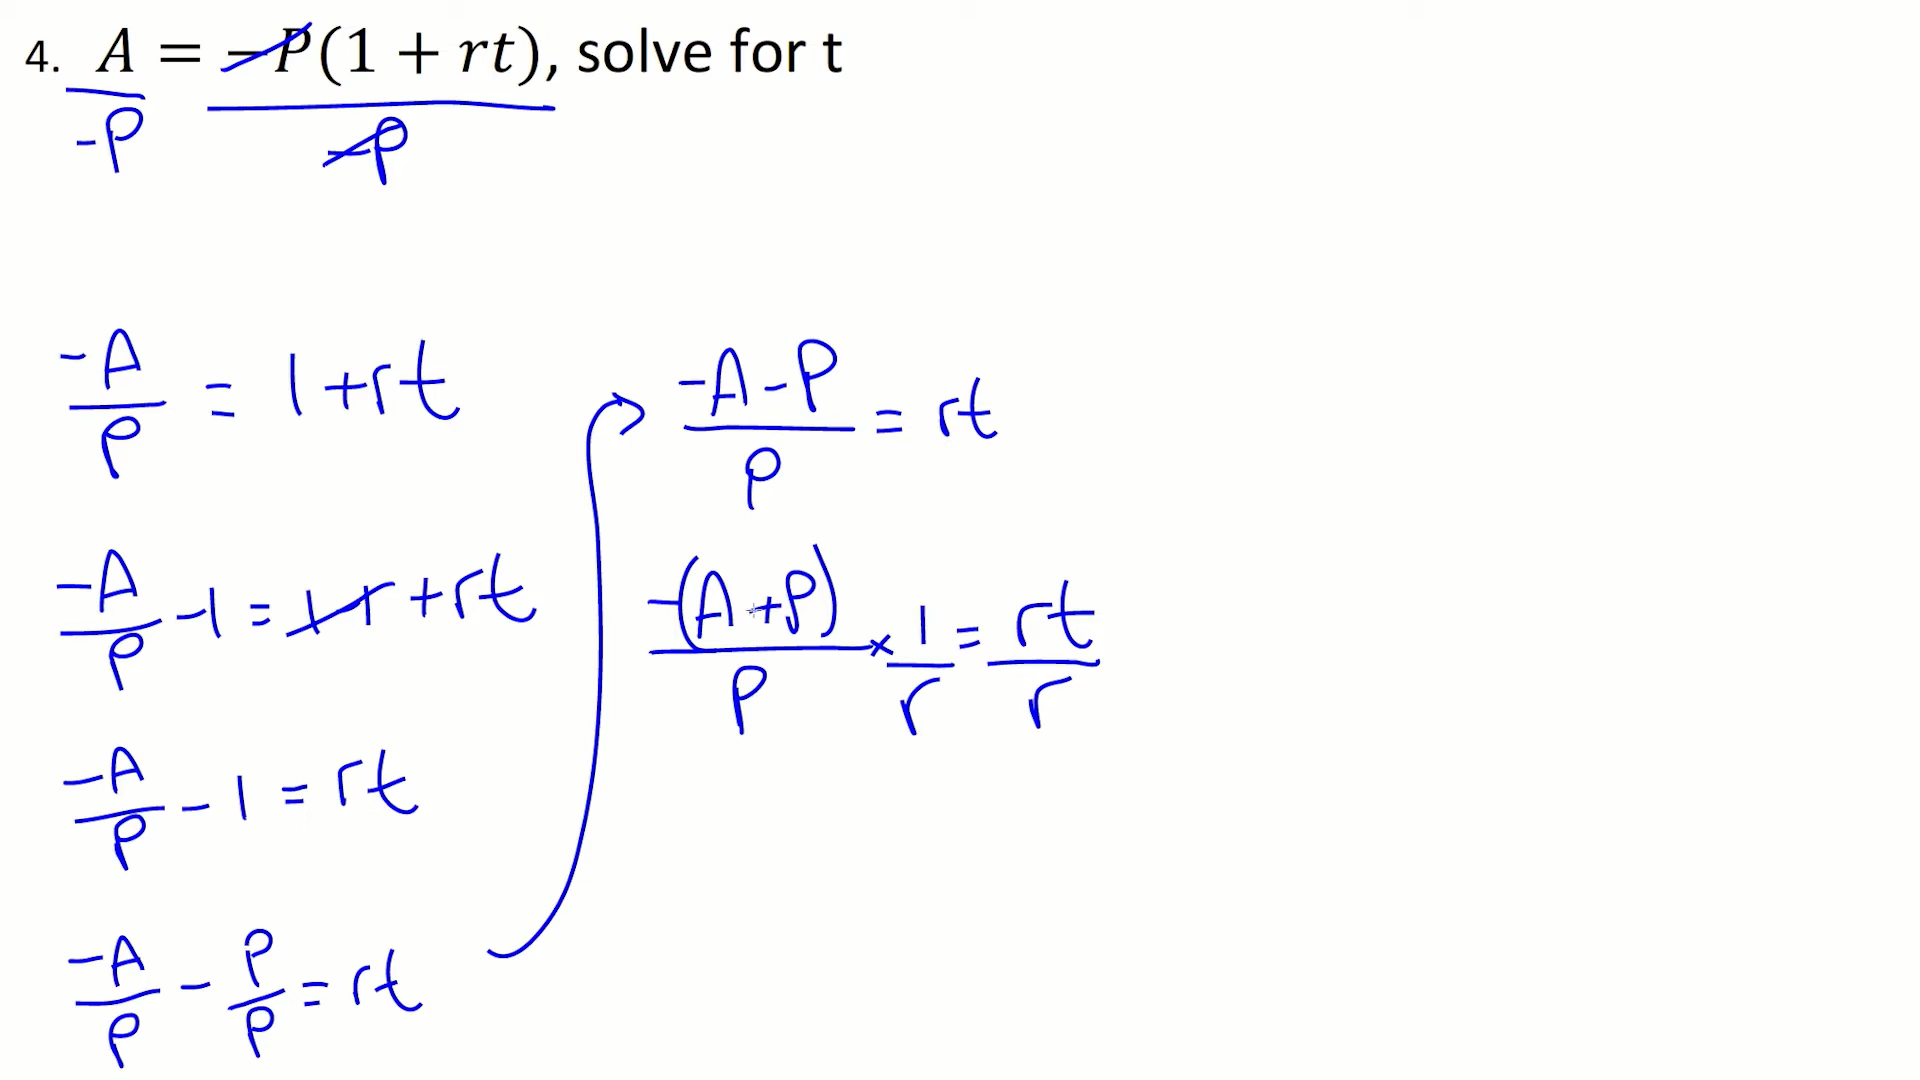 4. A = -P(1 + rt), solve for t
-P -P
-A/P = 1+rt
-A/P -1 = 1-1 +rt
-A/P - 1 = rt
-A/P - P/P = rt
-A-P/P = rt
-(A+P)/P × 1/r = rt/r